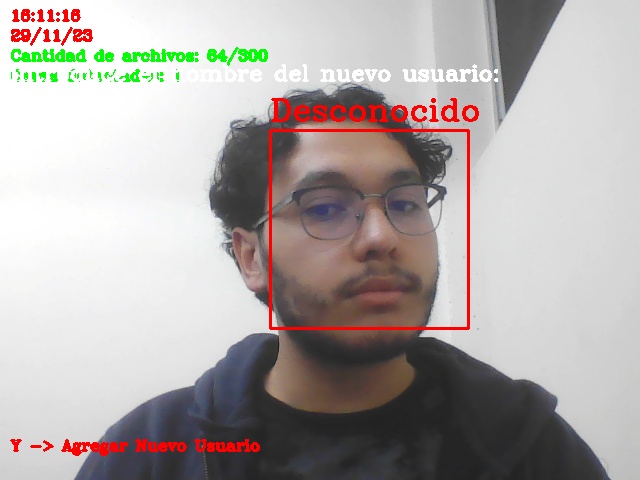 16:11:16
29/11/23
Cantidad de archivos: 64/300
nombre del nuevo usuario:
Desconocido
Y -> Agregar Nuevo Usuario